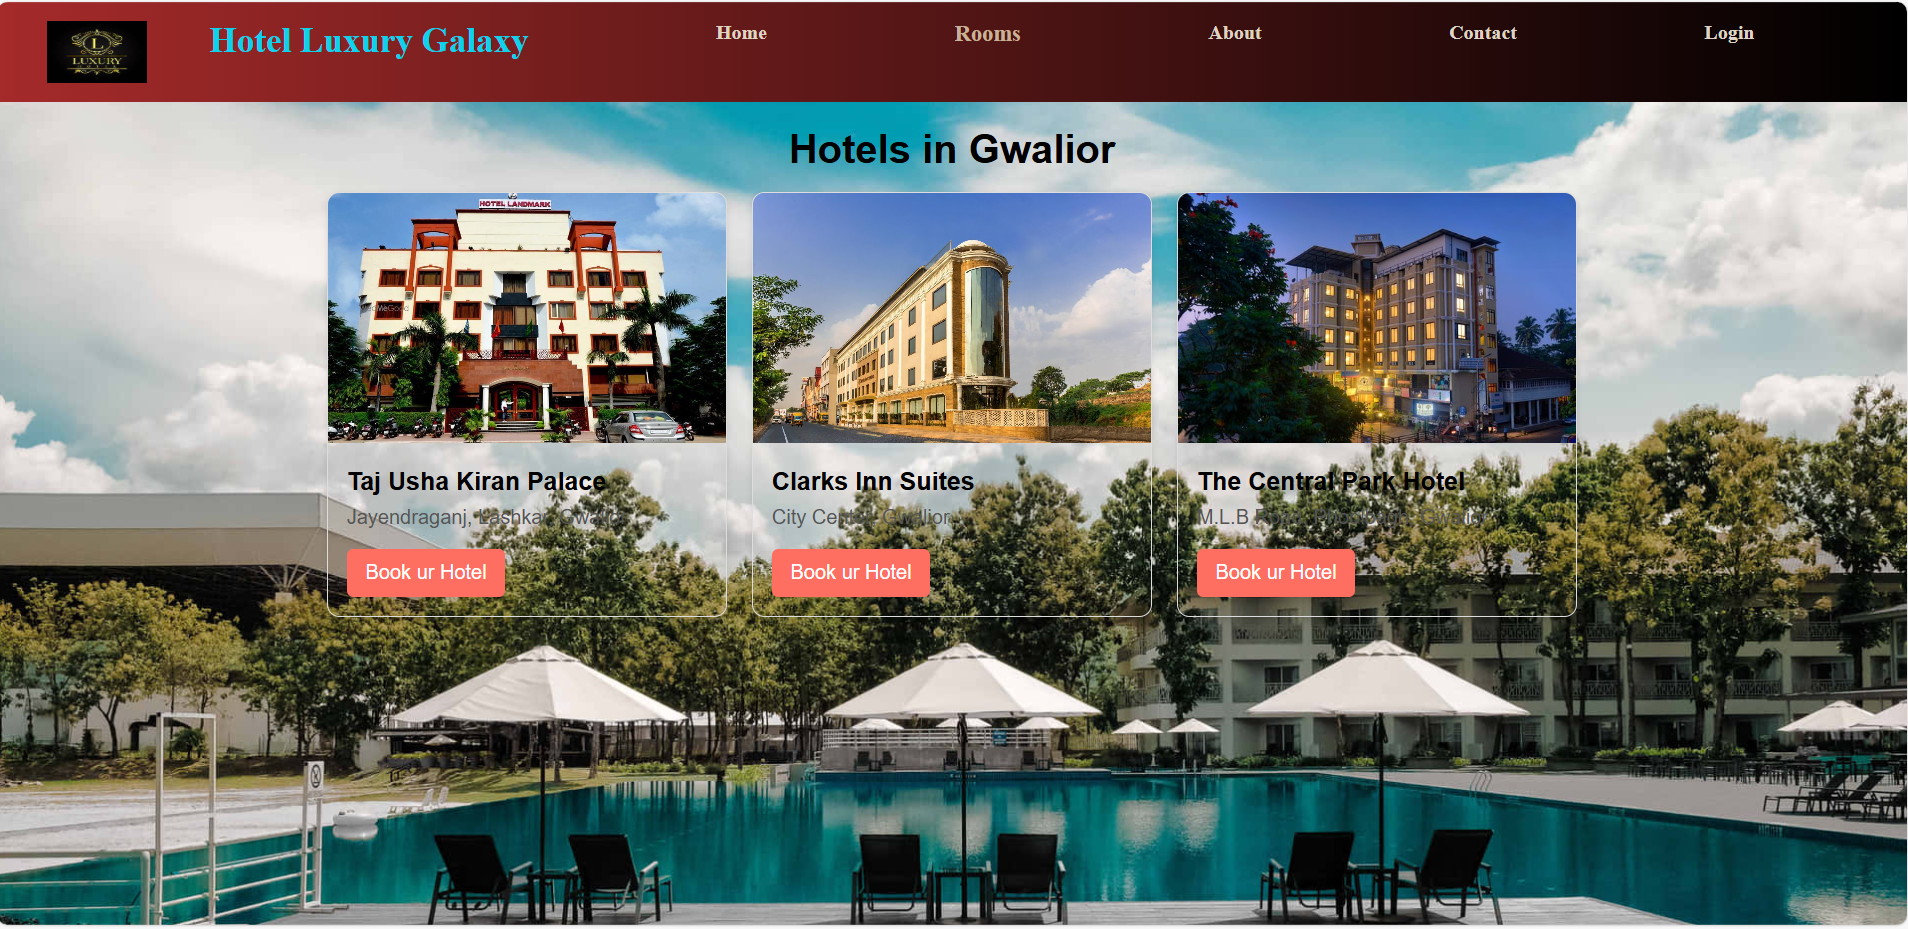 L
LUXURY
Hotel Luxury Galaxy
Home
Rooms
About
Contact
Login
Hotels in Gwalior
HOTEL LANDMARK
Taj Usha Kiran Palace
Jayendraganj, Lashkar, Gwalior
Book ur Hotel
Clarks Inn Suites
City Center, Gwalior
Book ur Hotel
The Central Park Hotel
M.L.B Gwalior
Book ur Hotel